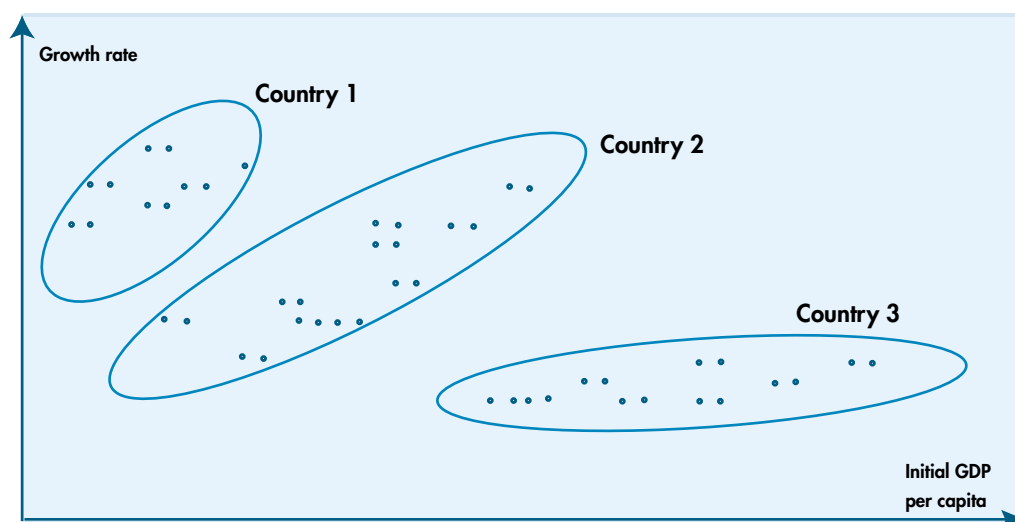 Growth rate
Country 1
Country 2
Country 3
Initial GDP
per capita